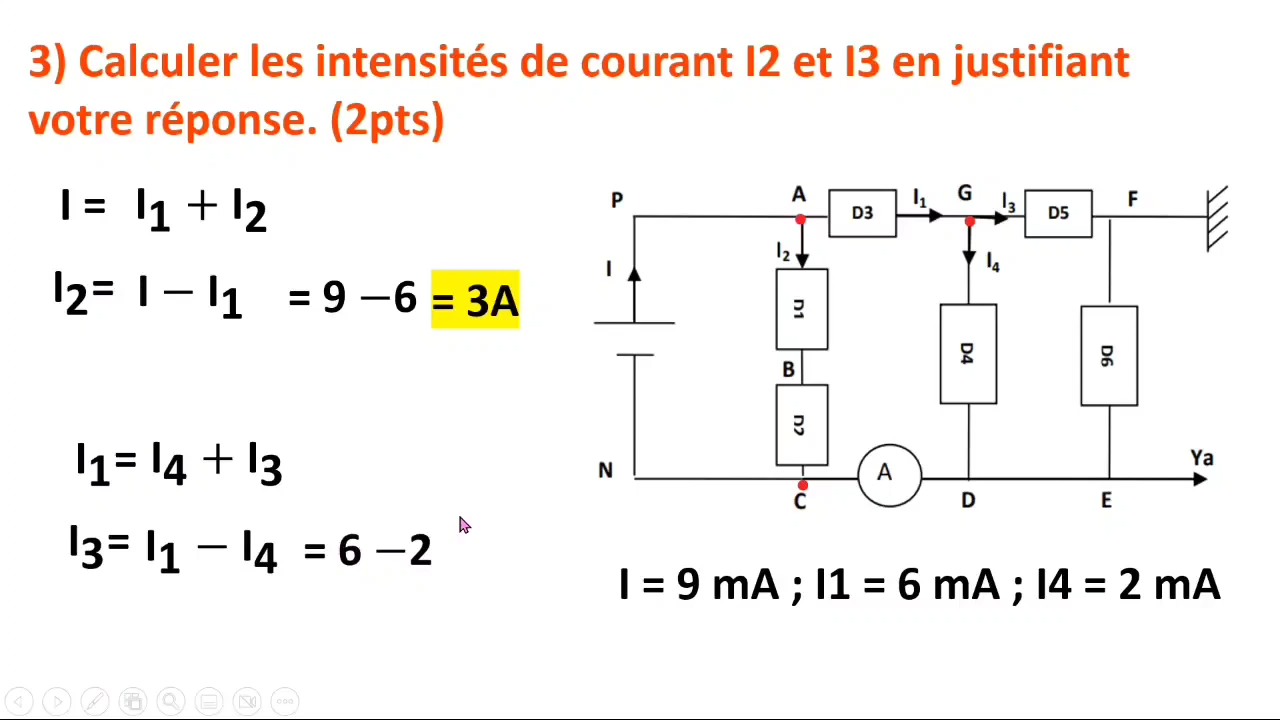 3) Calculer les intensités de courant I2 et I3 en justifiant
votre réponse. (2pts)
I = I₁ + I₂
I₂= I − I₁ = 9 −6 = 3A
I₁= I₄ + I₃
I₃= I₁ − I₄ = 6 −2
P
A
D3
I₁
G
I₃
D5
F
I
I₂
I₄
D1
D4
D6
B
D2
N
A
Ya
C
D
E
I = 9 mA ; I1 = 6 mA ; I4 = 2 mA